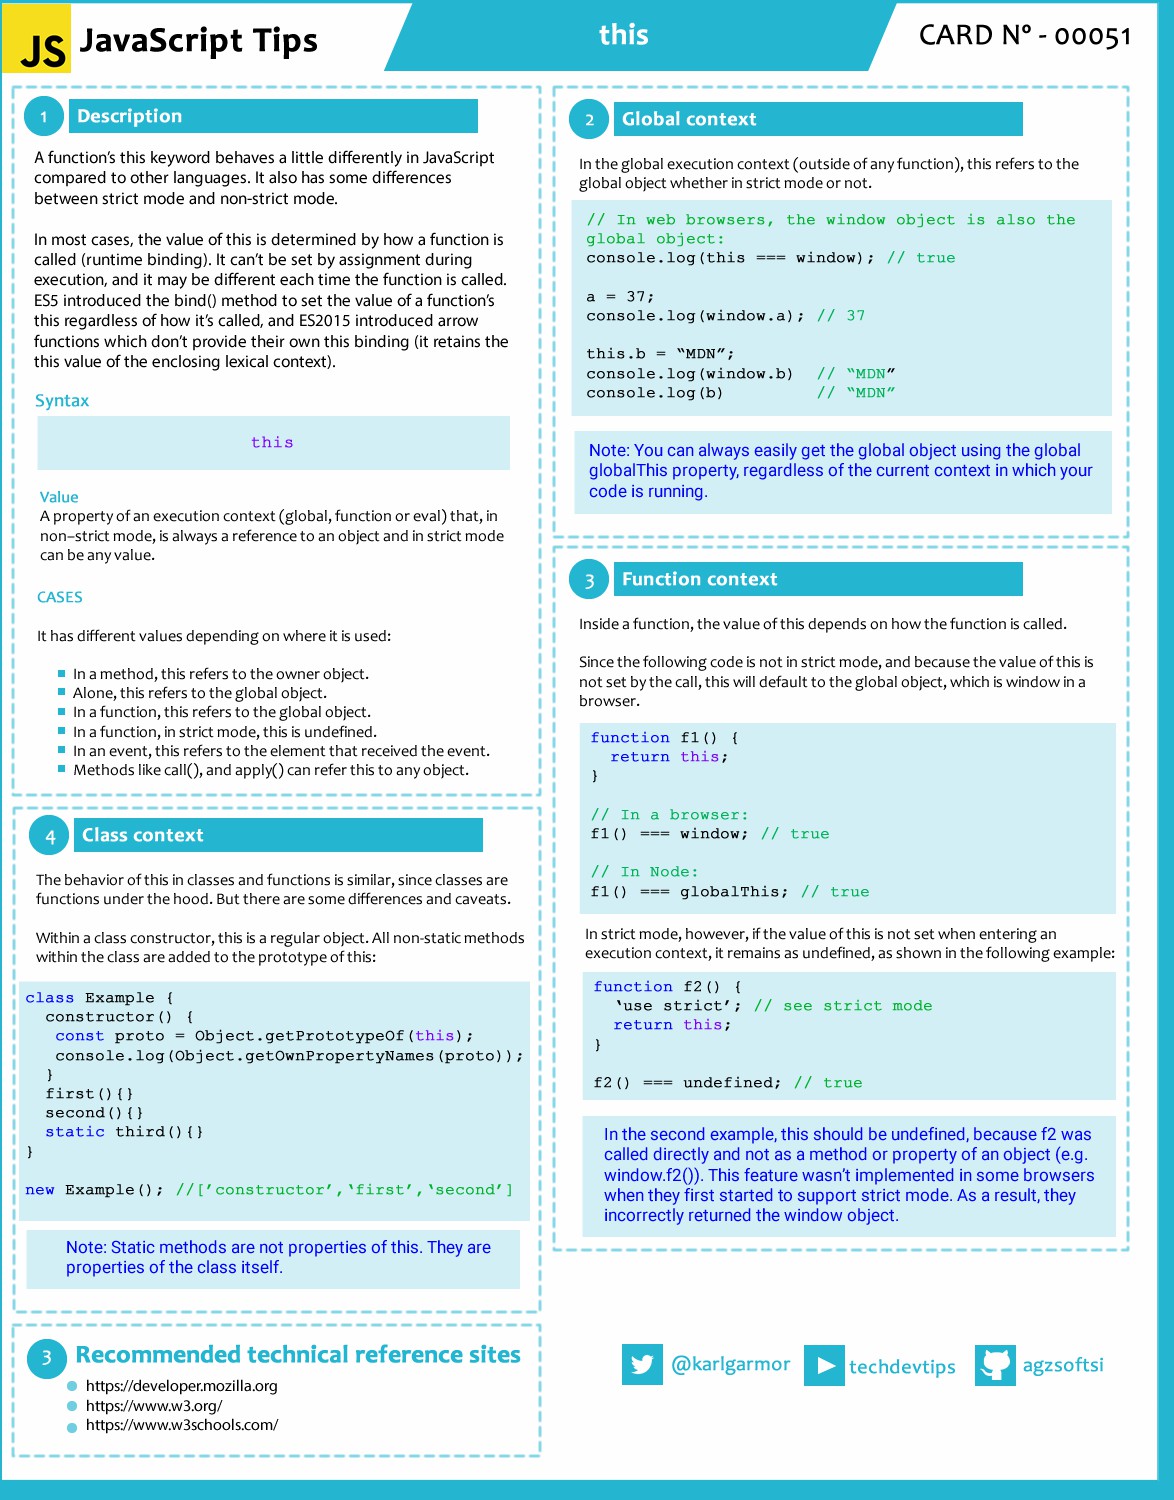 JS JavaScript Tips
this
CARD Nº - 00051
1 Description
A function's this keyword behaves a little differently in JavaScript
compared to other languages. It also has some differences
between strict mode and non-strict mode.
In most cases, the value of this is determined by how a function is
called (runtime binding). It can't be set by assignment during
execution, and it may be different each time the function is called.
ES5 introduced the bind() method to set the value of a function's
this regardless of how it's called, and ES2015 introduced arrow
functions which don't provide their own this binding (it retains the
this value of the enclosing lexical context).
Syntax
this
Value
A property of an execution context (global, function or eval) that, in
non–strict mode, is always a reference to an object and in strict mode
can be any value.
CASES
It has different values depending on where it is used:
In a method, this refers to the owner object.
Alone, this refers to the global object.
In a function, this refers to the global object.
In a function, in strict mode, this is undefined.
In an event, this refers to the element that received the event.
Methods like call(), and apply() can refer this to any object.
2 Global context
In the global execution context (outside of any function), this refers to the
global object whether in strict mode or not.
// In web browsers, the window object is also the
global object:
console.log(this === window); // true
a = 37;
console.log(window.a); // 37
this.b = “MDN”;
console.log(window.b) // “MDN”
console.log(b) // “MDN”
Note: You can always easily get the global object using the global
globalThis property, regardless of the current context in which your
code is running.
3 Function context
Inside a function, the value of this depends on how the function is called.
Since the following code is not in strict mode, and because the value of this is
not set by the call, this will default to the global object, which is window in a
browser.
function f1() {
return this;
}
// In a browser:
f1() === window; // true
// In Node:
f1() === globalThis; // true
In strict mode, however, if the value of this is not set when entering an
execution context, it remains as undefined, as shown in the following example:
function f2() {
‘use strict’; // see strict mode
return this;
}
f2() === undefined; // true
In the second example, this should be undefined, because f2 was
called directly and not as a method or property of an object (e.g.
window.f2()). This feature wasn't implemented in some browsers
when they first started to support strict mode. As a result, they
incorrectly returned the window object.
4 Class context
The behavior of this in classes and functions is similar, since classes are
functions under the hood. But there are some differences and caveats.
Within a class constructor, this is a regular object. All non-static methods
within the class are added to the prototype of this:
class Example {
constructor() {
const proto = Object.getPrototypeOf(this);
console.log(Object.getOwnPropertyNames(proto));
}
first(){}
second(){}
static third(){}
}
new Example(); //[’constructor’,‘first’,‘second’]
Note: Static methods are not properties of this. They are
properties of the class itself.
3 Recommended technical reference sites
https://developer.mozilla.org
https://www.w3.org/
https://www.w3schools.com/
@karlgarmor
techdevtips
agzsoftsi